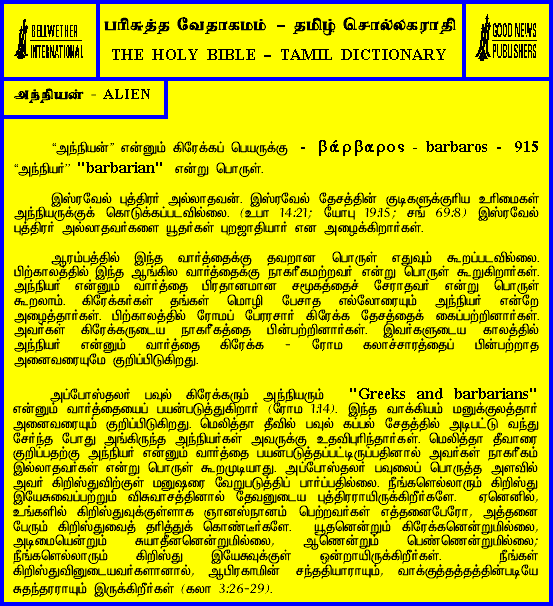 BELLWETHER
INTERNATIONAL
பரிசுத்த வேதாகமம் – தமிழ் சொல்லகராதி
THE HOLY BIBLE – TAMIL DICTIONARY
GOOD NEWS
PUBLISHERS
அந்நியன் - ALIEN
“அந்நியன்” என்னும் கிரேக்கப் பெயருக்கு - βάρβαρος - barbaros - 915
“அந்நியர்” "barbarian" என்று பொருள்.
இஸ்ரவேல் புத்திரர் அல்லாதவன். இஸ்ரவேல் தேசத்தின் குடிகளுக்குரிய உரிமைகள்
அந்நியருக்குக் கொடுக்கப்படவில்லை. (உபா 14:21; யோபு 19:15; சங் 69:8) இஸ்ரவேல்
புத்திரர் அல்லாதவர்களை யூதர்கள் புறஜாதியார் என அழைக்கிறார்கள்.
ஆரம்பத்தில் இந்த வார்த்தைக்கு தவறான பொருள் எதுவும் கூறப்படவில்லை.
பிற்காலத்தில் இந்த ஆங்கில வார்த்தைக்கு நாகரீகமற்றவர் என்று பொருள் கூறுகிறார்கள்.
அந்நியர் என்னும் வார்த்தை பிரதானமான சமூகத்தைச் சேராதவர் என்று பொருள்
கூறலாம். கிரேக்கர்கள் தங்கள் மொழி பேசாத எல்லோரையும் அந்நியர் என்றே
அழைத்தார்கள். பிற்காலத்தில் ரோமப் பேரரசார் கிரேக்க தேசத்தைக் கைப்பற்றினார்கள்.
அவர்கள் கிரேக்கருடைய நாகரீகத்தை பின்பற்றினார்கள். இவர்களுடைய காலத்தில்
அந்நியர் என்னும் வார்த்தை கிரேக்க - ரோம கலாச்சாரத்தைப் பின்பற்றாத
அனைவரையுமே குறிப்பிடுகிறது.
அப்போஸ்தலர் பவுல் கிரேக்கரும் அந்நியரும் "Greeks and barbarians"
என்னும் வார்த்தையைப் பயன்படுத்துகிறார் (ரோம 1:14). இந்த வாக்கியம் மனுக்குலத்தார்
அனைவரையும் குறிப்பிடுகிறது. மெலித்தா தீவில் பவுல் கப்பல் சேதத்தில் அடிபட்டு வந்து
சேர்ந்த போது அங்கிருந்த அந்நியர்கள் அவருக்கு உதவிபுரிந்தார்கள். மெலித்தா தீவாரை
குறிப்பதற்கு அந்நியர் என்னும் வார்த்தை பயன்படுத்தப்பட்டிருப்பதினால் அவர்கள் நாகரீகம்
இல்லாதவர்கள் என்று பொருள் கூறமுடியாது. அப்போஸ்தலர் பவுலைப் பொருத்த அளவில்
அவர் கிறிஸ்துவிற்குள் மனுஷரை வேறுபடுத்திப் பார்ப்பதில்லை. நீங்களெல்லாரும் கிறிஸ்து
இயேசுவைப்பற்றும் விசுவாசத்தினால் தேவனுடைய புத்திரராயிருக்கிறீர்களே. ஏனெனில்,
உங்களில் கிறிஸ்துவுக்குள்ளாக ஞானஸ்நானம் பெற்றவர்கள் எத்தனைபேரோ, அத்தனை
பேரும் கிறிஸ்துவைத் தரித்துக் கொண்டீர்களே. யூதனென்றும் கிரேக்கனென்றுமில்லை,
அடிமையென்றும் சுயாதீனனென்றுமில்லை, ஆணென்றும் பெண்ணென்றுமில்லை;
நீங்களெல்லாரும் கிறிஸ்து இயேசுவுக்குள் ஒன்றாயிருக்கிறீர்கள். நீங்கள்
கிறிஸ்துவினுடையவர்களானால், ஆபிரகாமின் சந்ததியாராயும், வாக்குத்தத்தத்தின்படியே
சுதந்தரராயும் இருக்கிறீர்கள் (கலா 3:26-29).